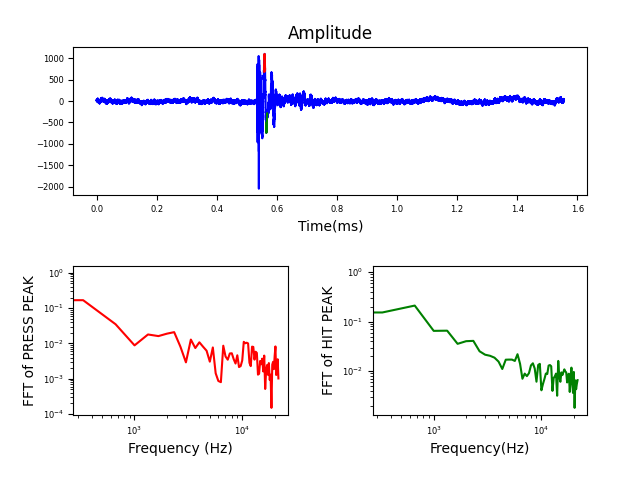 Amplitude
1000
500
0
−500
−1000
−1500
−2000
0.0 0.2 0.4 0.6 0.8 1.0 1.2 1.4 1.6
Time(ms)
FFT of PRESS PEAK
10⁰
10⁻¹
10⁻²
10⁻³
10⁻⁴
10³ 10⁴
Frequency (Hz)
FFT of HIT PEAK
10⁰
10⁻¹
10⁻²
10³ 10⁴
Frequency(Hz)